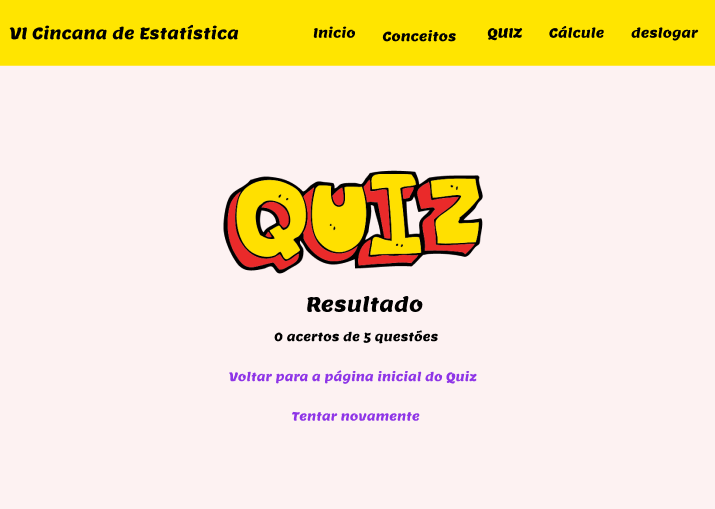 VI Gincana de Estatística
Inicio
Conceitos
QUIZ
Cálcule
deslogar
QUIZ
Resultado
0 acertos de 5 questões
Voltar para a página inicial do Quiz
Tentar novamente